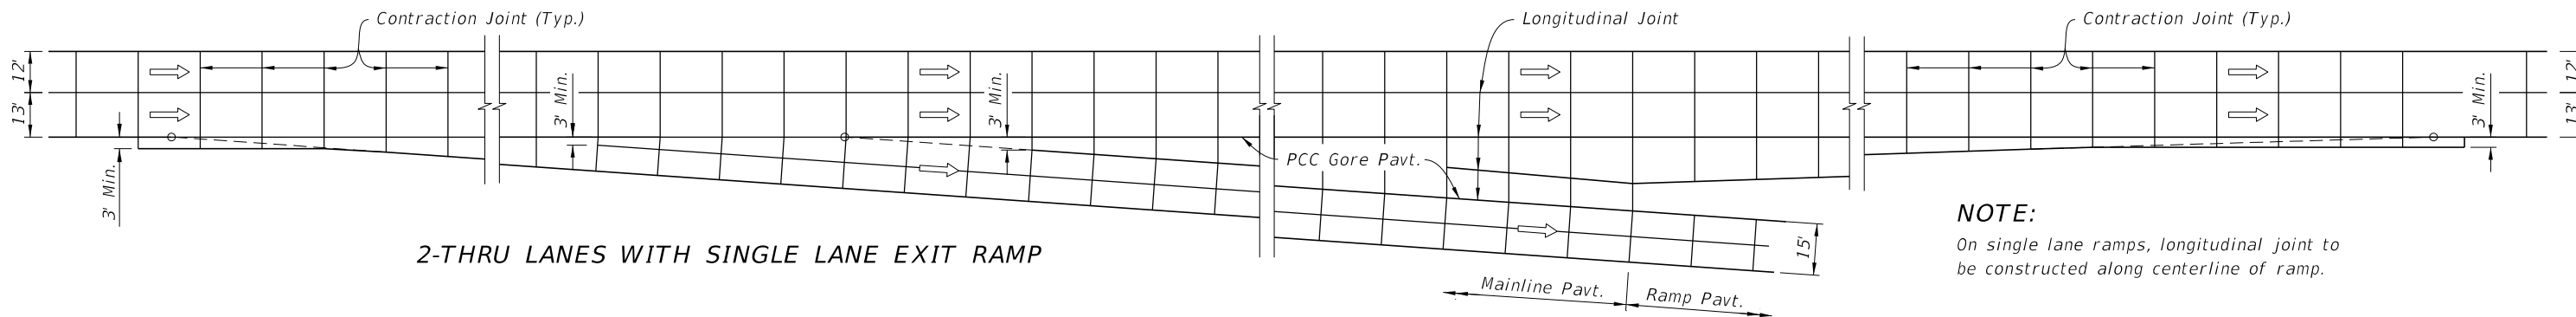 Contraction Joint (Typ.)
Longitudinal Joint
Contraction Joint (Typ.)
12'
13'
3' Min.
3' Min.
3' Min.
PCC Gore Pavt.
3' Min.
12'
13'
15'
Mainline Pavt.
Ramp Pavt.
2-THRU LANES WITH SINGLE LANE EXIT RAMP
NOTE:
On single lane ramps, longitudinal joint to
be constructed along centerline of ramp.